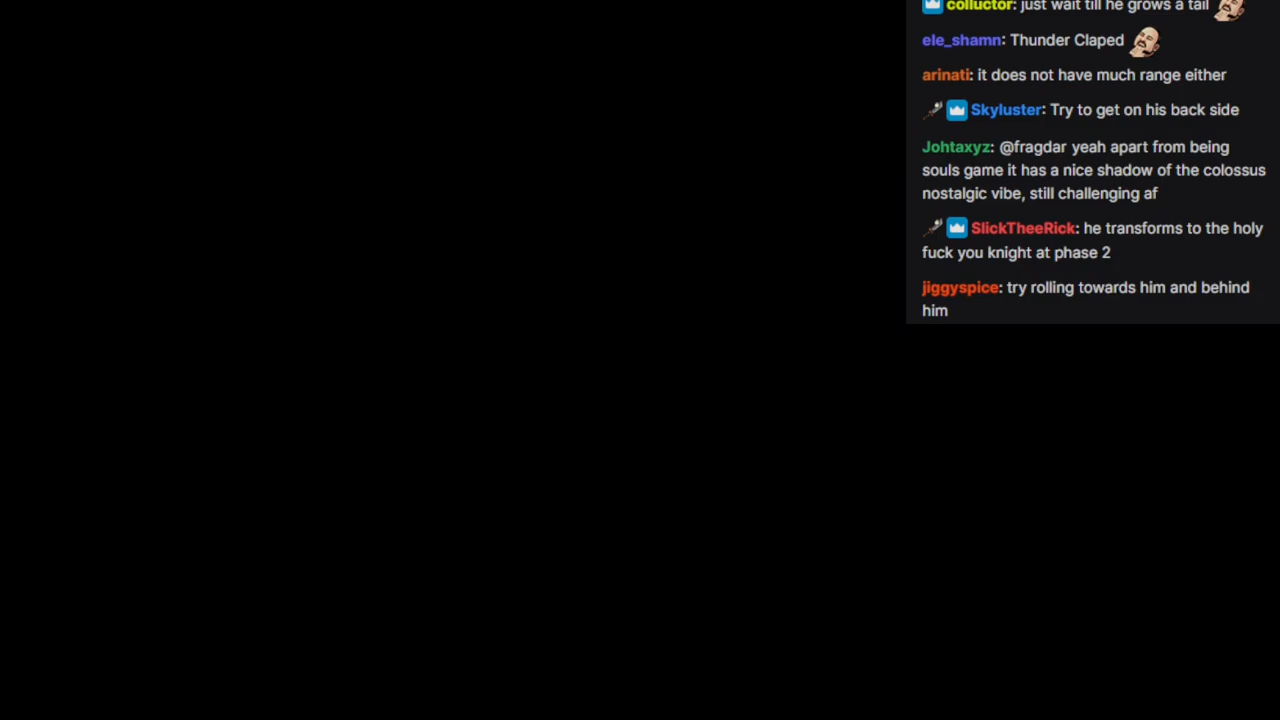 colluctor: just wait till he grows a tail
ele_shamn: Thunder Claped
arinati: it does not have much range either
Skyluster: Try to get on his back side
Johtaxyz: @fragdar yeah apart from being
souls game it has a nice shadow of the colossus
nostalgic vibe, still challenging af
SlickTheeRick: he transforms to the holy
fuck you knight at phase 2
jiggyspice: try rolling towards him and behind
him